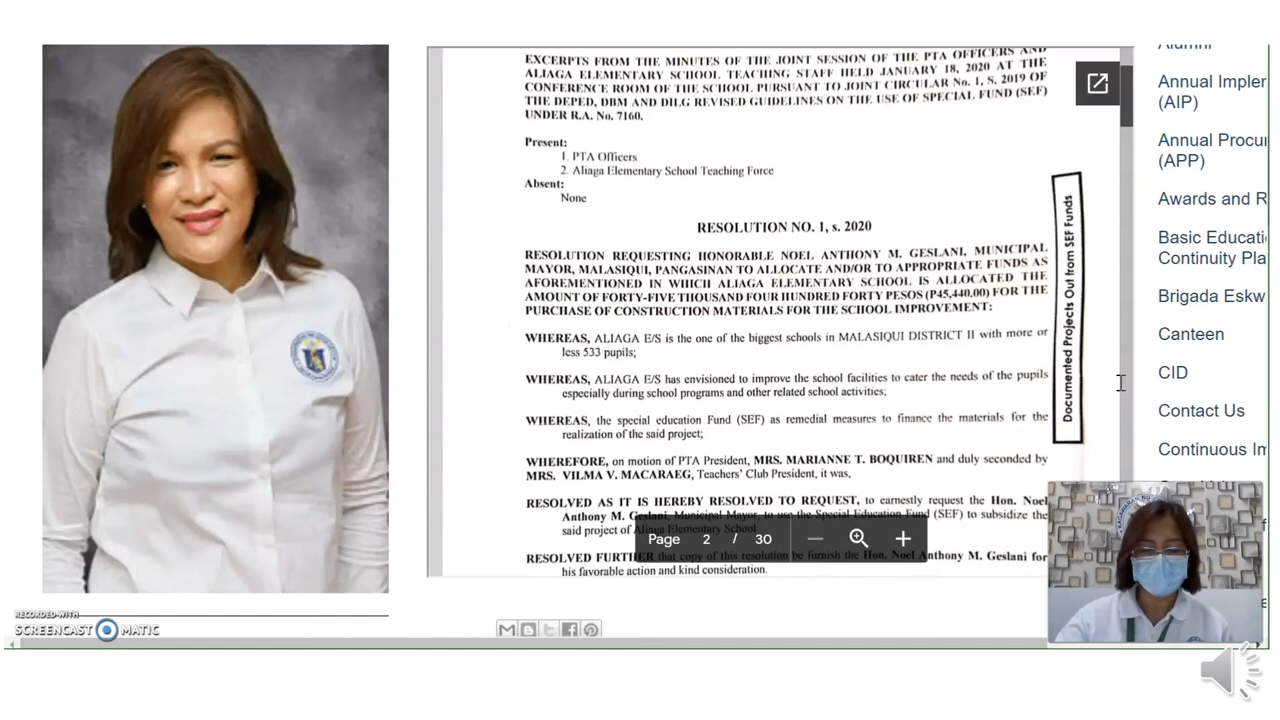 EXCERPTS FROM THE MINUTES OF THE JOINT SESSION OF THE PTA OFFICERS AND
ALIAGA ELEMENTARY SCHOOL TEACHING STAFF HELD JANUARY 18, 2020 AT THE
CONFERENCE ROOM OF THE SCHOOL PURSUANT TO JOINT CIRCULAR No. 1, S. 2019 OF
THE DEPED, DBM AND DILG REVISED GUIDELINES ON THE USE OF SPECIAL FUND (SEF)
UNDER R.A. No. 7160.
Present:
1. PTA Officers
2. Aliaga Elementary School Teaching Force
Absent:
None
RESOLUTION NO. 1, s. 2020
RESOLUTION REQUESTING HONORABLE NOEL ANTHONY M. GESLANI, MUNICIPAL
MAYOR, MALASIQUI, PANGASINAN TO ALLOCATE AND/OR TO APPROPRIATE FUNDS AS
AFOREMENTIONED IN WHICH ALIAGA ELEMENTARY SCHOOL IS ALLOCATED THE
AMOUNT OF FORTY-FIVE THOUSAND FOUR HUNDRED FORTY PESOS (P45,440.00) FOR THE
PURCHASE OF CONSTRUCTION MATERIALS FOR THE SCHOOL IMPROVEMENT:
WHEREAS, ALIAGA E/S is the one of the biggest schools in MALASIQUI DISTRICT II with more or
less 533 pupils;
WHEREAS, ALIAGA E/S has envisioned to improve the school facilities to cater the needs of the pupils
especially during school programs and other related school activities;
WHEREAS, the special education Fund (SEF) as remedial measures to finance the materials for the
realization of the said project;
WHEREFORE, on motion of PTA President, MRS. MARIANNE T. BOQUIREN and duly seconded by
MRS. VILMA V. MACARAEG, Teachers' Club President, it was,
RESOLVED AS IT IS HEREBY RESOLVED TO REQUEST, to earnestly request the Hon. Noel
Anthony M. Geslani, Municipal Mayor, to use the Special Education Fund (SEF) to subsidize the
said project of Aliaga Elementary School
RESOLVED FURTHER that copy of this resolution be furnish the Hon. Noel Anthony M. Geslani for
his favorable action and kind consideration.
Page 2 / 30
Documented Projects Out from SEF Funds
Alumni
Annual Impler
(AIP)
Annual Procu
(APP)
Awards and R
Basic Educati
Continuity Pla
Brigada Eskw
Canteen
CID
Contact Us
Continuous Im
RECORDED WITH
SCREENCAST MATIC